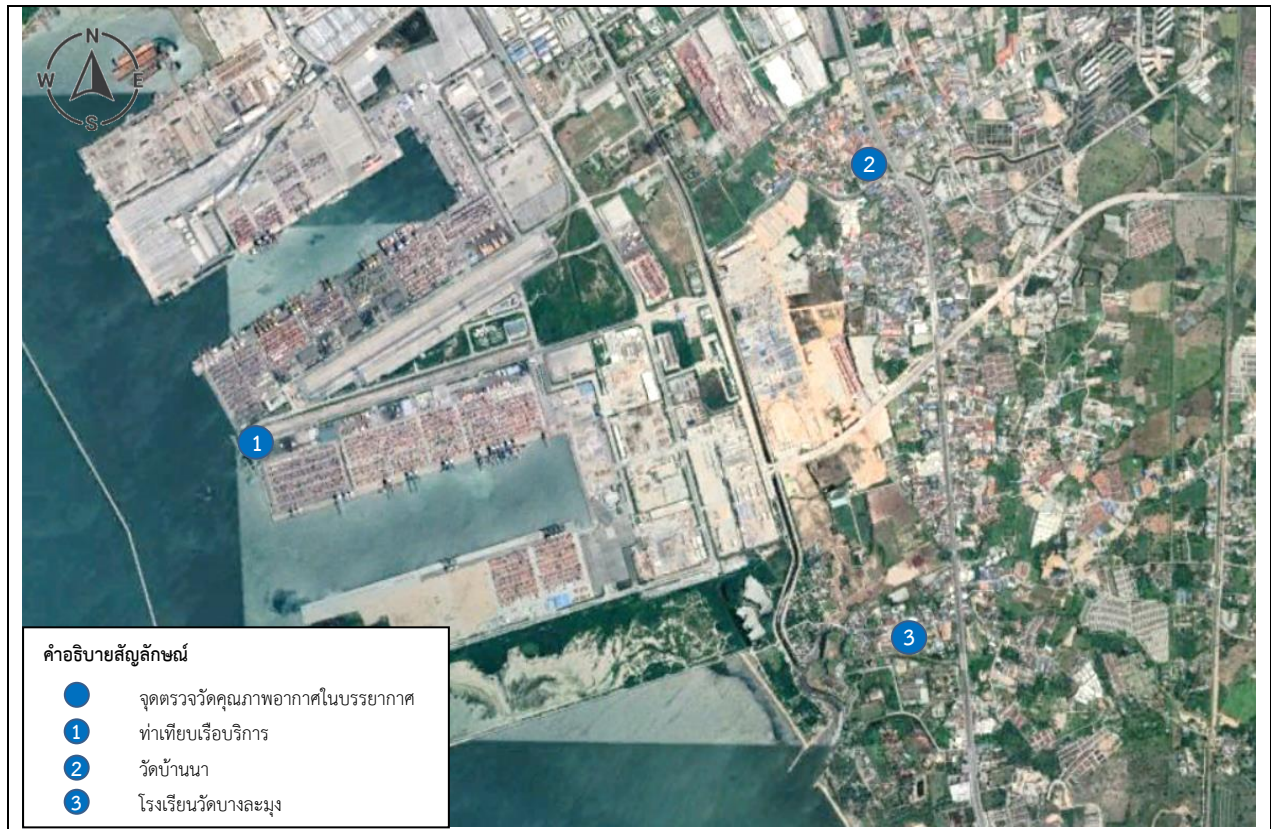 N
W E
S
2
1
3
คำอธิบายสัญลักษณ์
จุดตรวจวัดคุณภาพอากาศในบรรยากาศ
1 ท่าเทียบเรือบริการ
2 วัดบ้านนา
3 โรงเรียนวัดบางละมุง